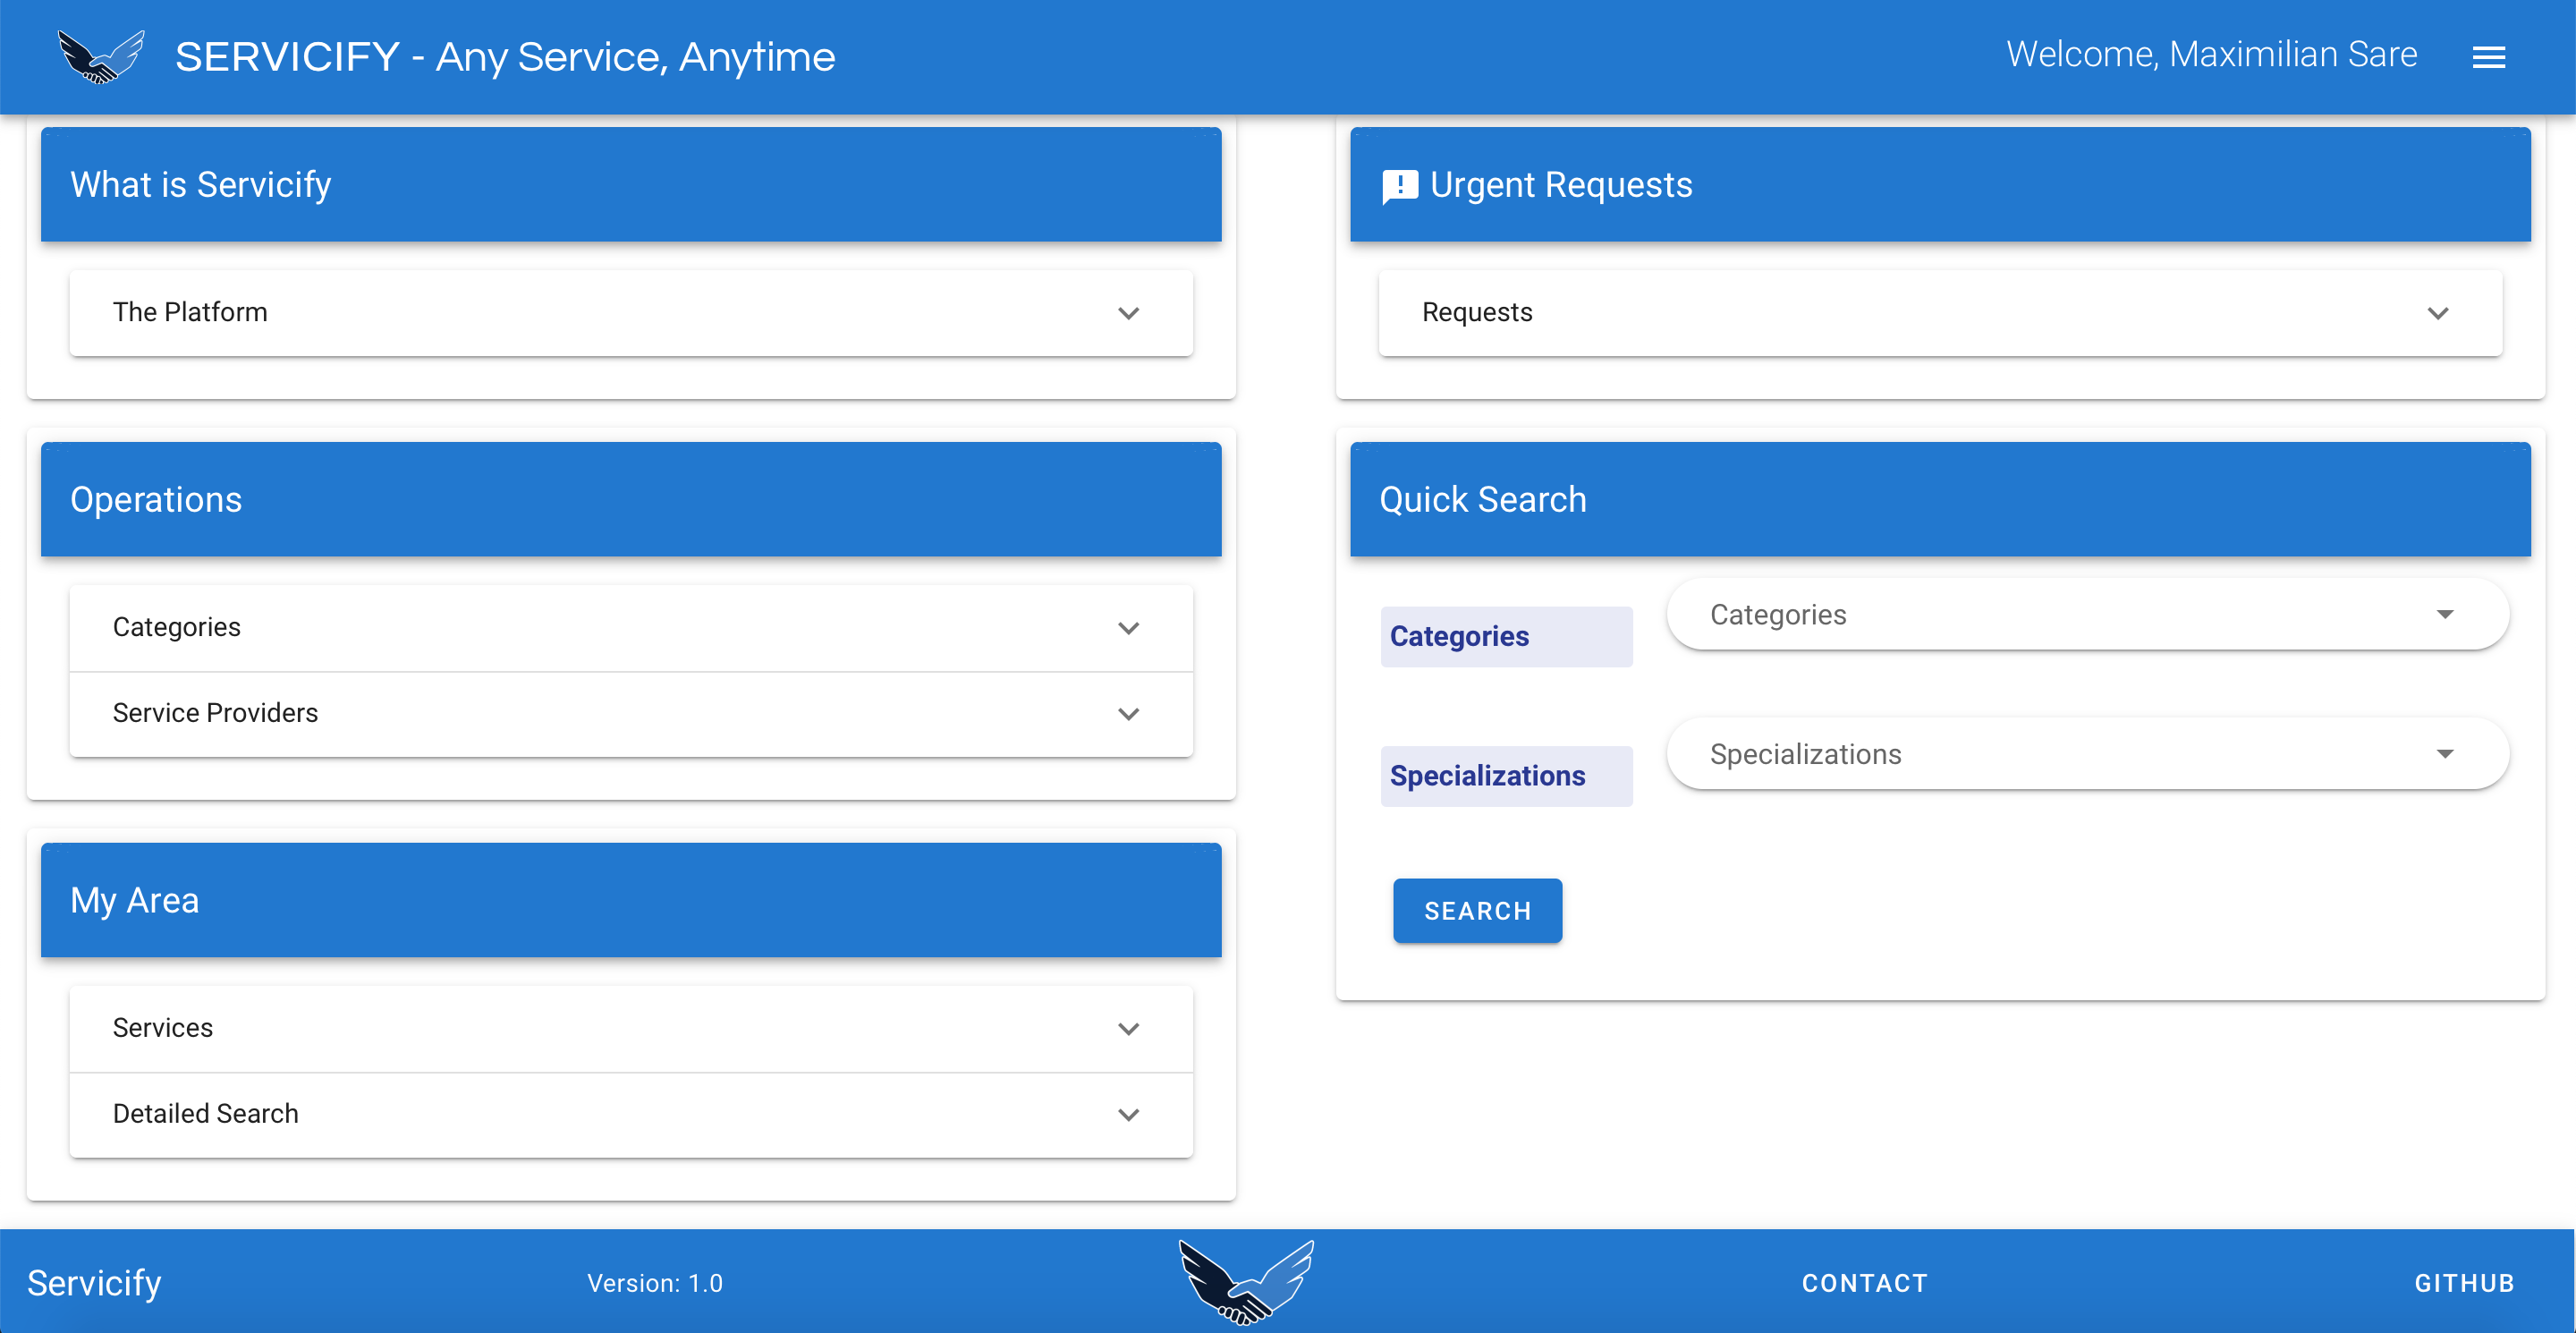 SERVICIFY - Any Service, Anytime
Welcome, Maximilian Sare
What is Servicify
The Platform
Urgent Requests
Requests
Operations
Categories
Service Providers
Quick Search
Categories
Categories
Specializations
Specializations
SEARCH
My Area
Services
Detailed Search
Servicify
Version: 1.0
CONTACT
GITHUB